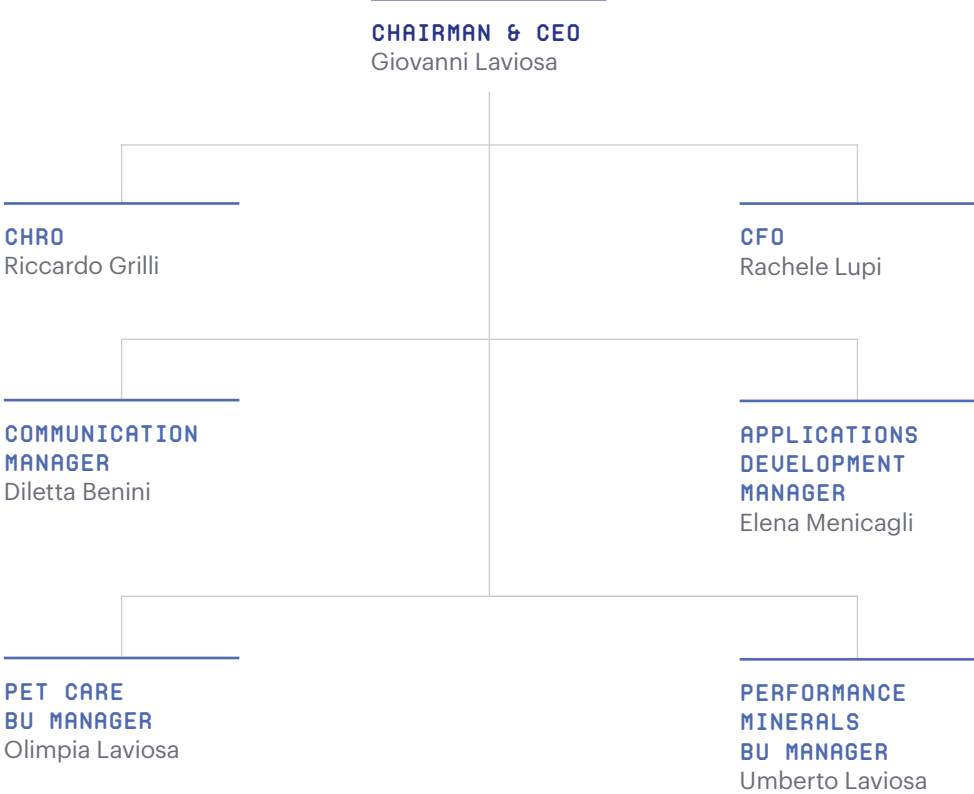 CHAIRMAN & CEO
Giovanni Laviosa
CHRO
Riccardo Grilli
CFO
Rachele Lupi
COMMUNICATION
MANAGER
Diletta Benini
APPLICATIONS
DEVELOPMENT
MANAGER
Elena Menicagli
PET CARE
BU MANAGER
Olimpia Laviosa
PERFORMANCE
MINERALS
BU MANAGER
Umberto Laviosa